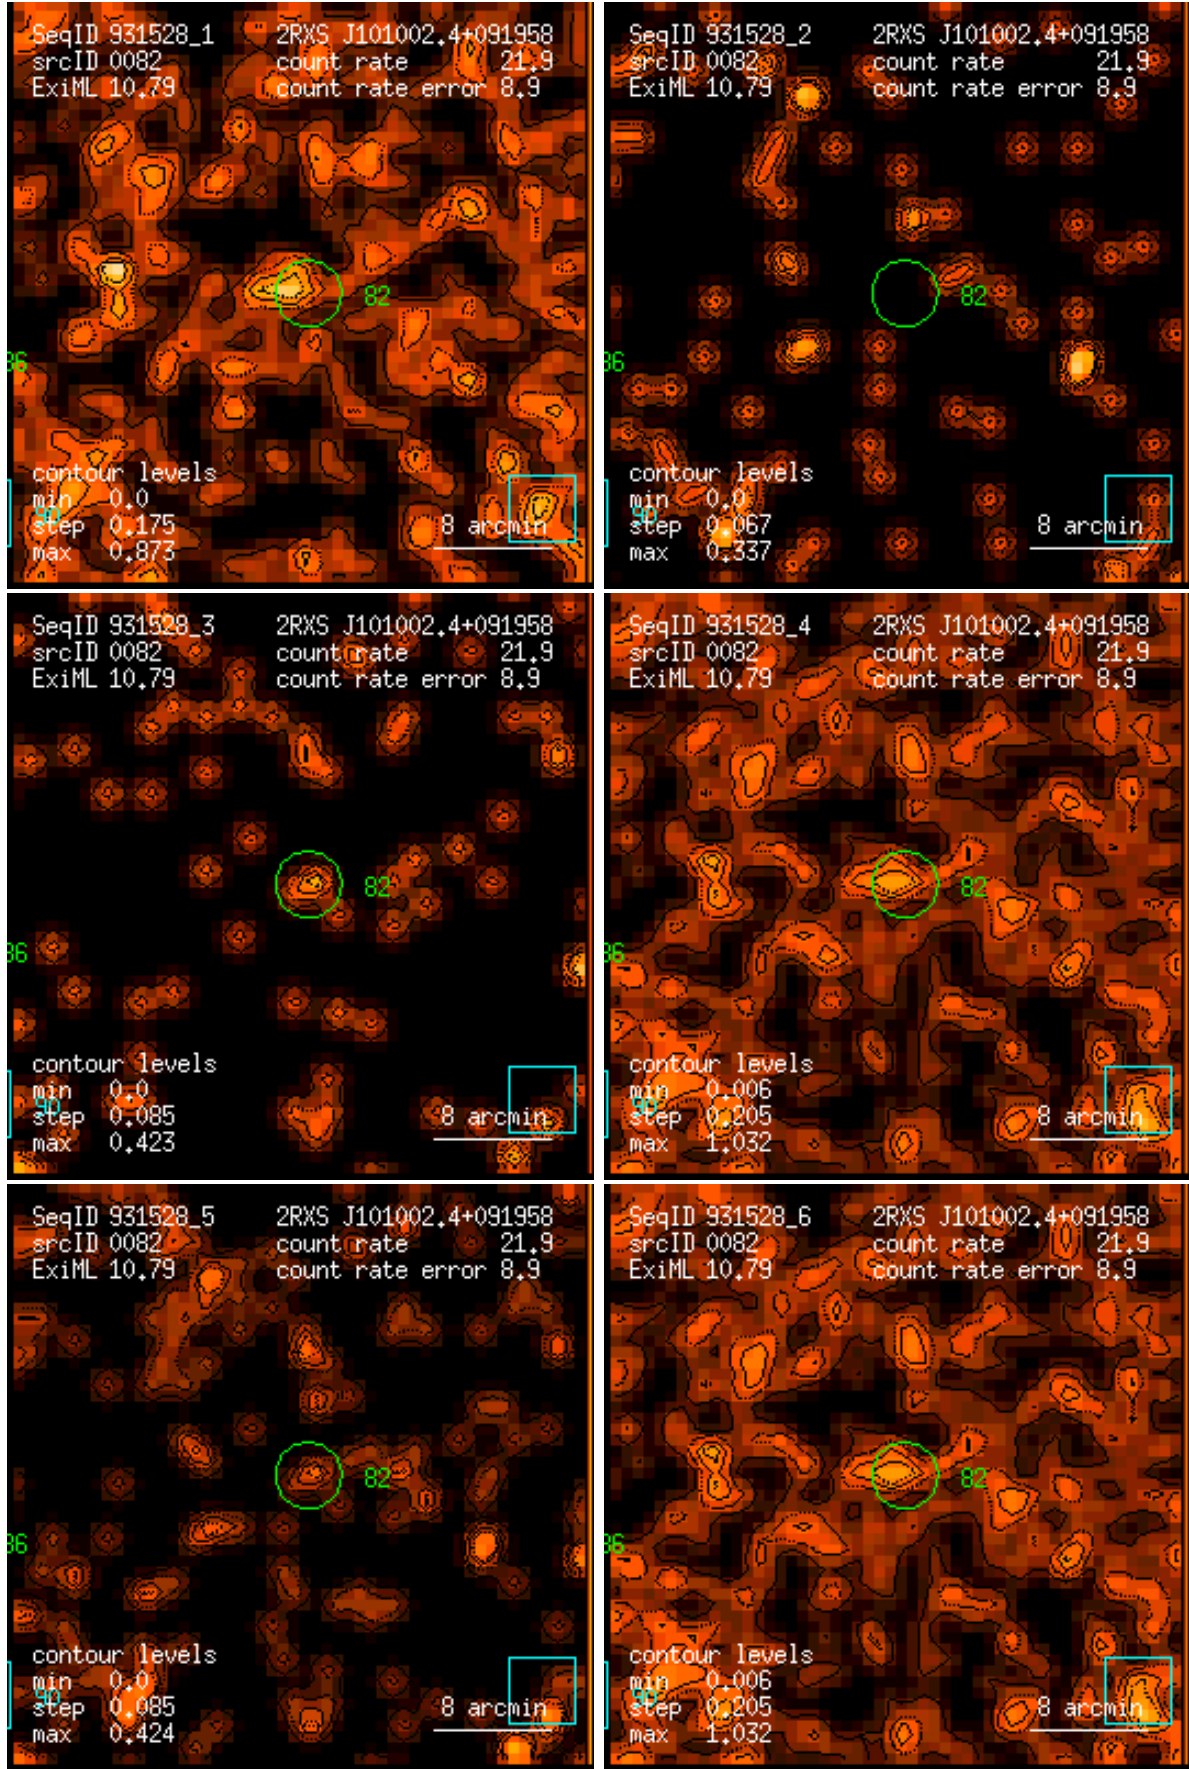 SeqID 931528_1 2RXS J101002.4+091958
srcID 0082 count rate 21.9
ExiML 10.79 count rate error 8.9
82
86
contour levels
min 0.0
90
step 0.175
8 arcmin
max 0.873
SeqID 931528_2 2RXS J101002.4+091958
srcID 0082 count rate 21.9
ExiML 10.79 count rate error 8.9
82
86
contour levels
min 0.0
90
step 0.067
8 arcmin
max 0.337
SeqID 931528_3 2RXS J101002.4+091958
srcID 0082 count rate 21.9
ExiML 10.79 count rate error 8.9
82
86
contour levels
min 0.0
90
step 0.085
8 arcmin
max 0.423
SeqID 931528_4 2RXS J101002.4+091958
srcID 0082 count rate 21.9
ExiML 10.79 count rate error 8.9
82
86
contour levels
min 0.006
90
step 0.205
8 arcmin
max 1.032
SeqID 931528_5 2RXS J101002.4+091958
srcID 0082 count rate 21.9
ExiML 10.79 count rate error 8.9
82
86
contour levels
min 0.0
90
step 0.085
8 arcmin
max 0.424
SeqID 931528_6 2RXS J101002.4+091958
srcID 0082 count rate 21.9
ExiML 10.79 count rate error 8.9
82
86
contour levels
min 0.006
90
step 0.205
8 arcmin
max 1.032